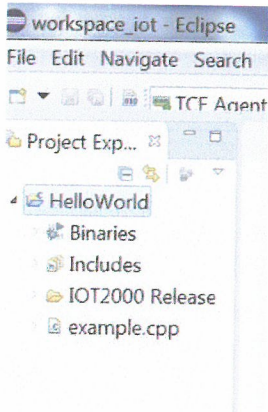 workspace_iot - Eclipse
File Edit Navigate Search
TCF Agent
Project Exp...
HelloWorld
Binaries
Includes
IOT2000 Release
example.cpp